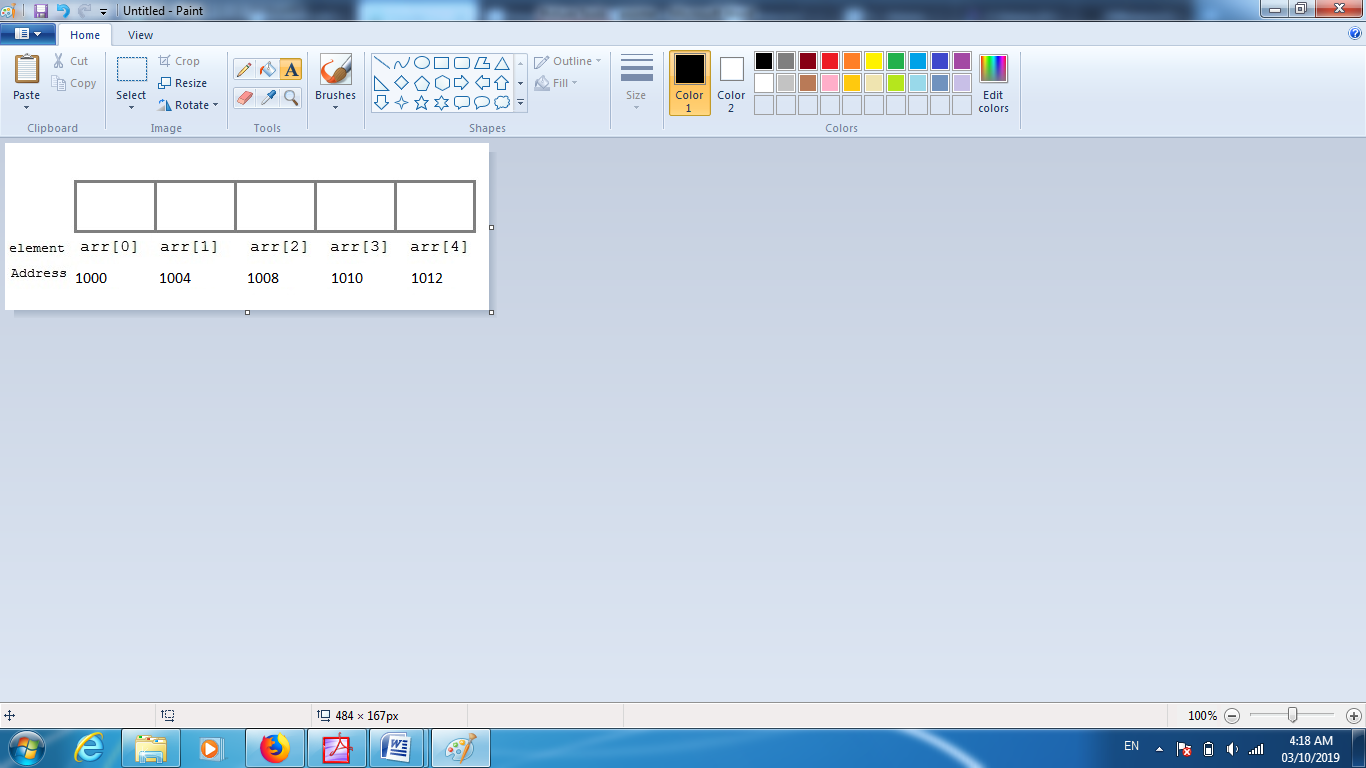 Untitled - Paint
Home View
Paste Cut Copy
Clipboard
Select Crop Resize Rotate
Image
A
Tools
Brushes
Outline Fill
Shapes
Size
Color 1 Color 2 Edit colors
Colors
element arr[0] arr[1] arr[2] arr[3] arr[4]
Address 1000 1004 1008 1010 1012
484 × 167px 100%
EN 4:18 AM
03/10/2019